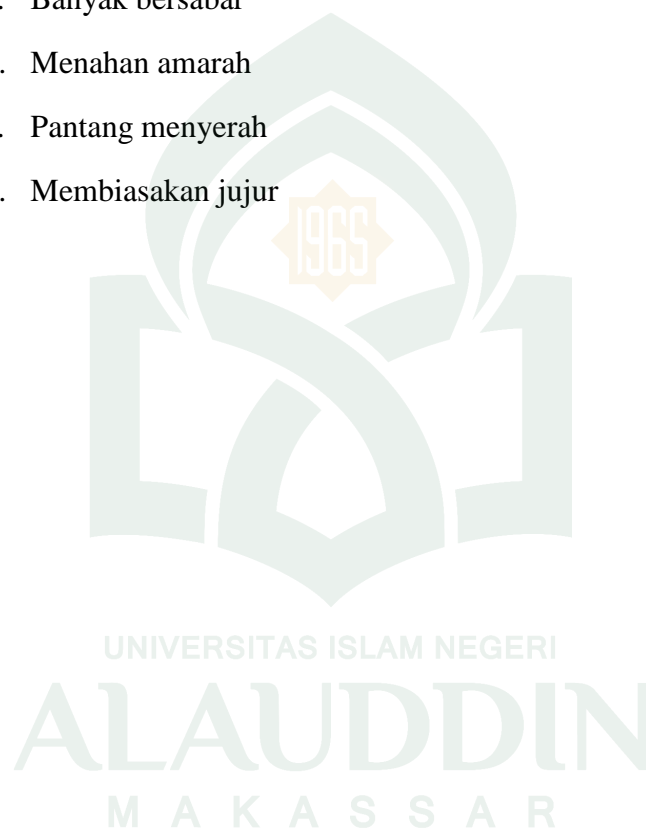 . Banyak bersabar
. Menahan amarah
. Pantang menyerah
. Membiasakan jujur
1965
UNIVERSITAS ISLAM NEGERI
ALAUDDIN
MAKASSAR